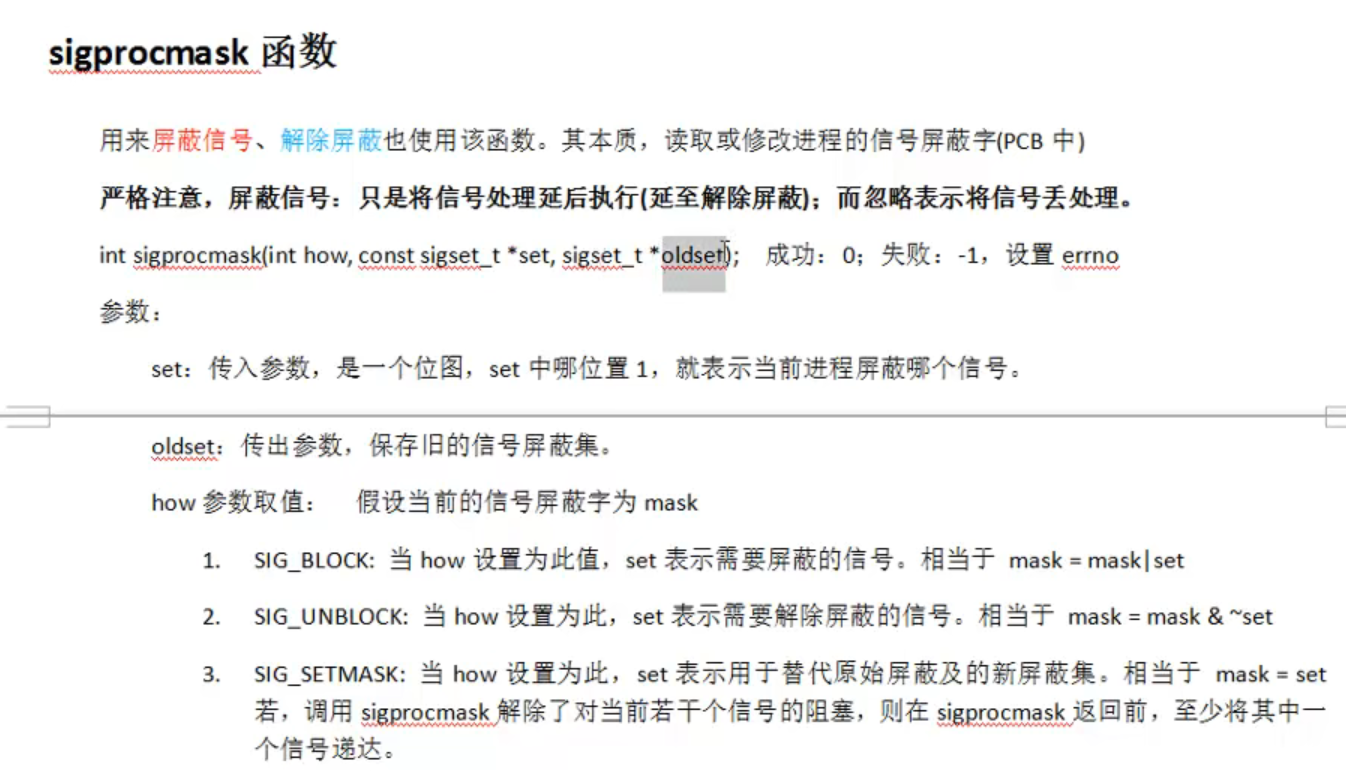 sigprocmask 函数
用来屏蔽信号、解除屏蔽也使用该函数。其本质，读取或修改进程的信号屏蔽字(PCB 中)
严格注意，屏蔽信号：只是将信号处理延后执行(延至解除屏蔽)；而忽略表示将信号丢处理。
int sigprocmask(int how, const sigset_t *set, sigset_t *oldset); 成功：0；失败：-1，设置 errno
参数：
set：传入参数，是一个位图，set 中哪位置 1，就表示当前进程屏蔽哪个信号。
oldset：传出参数，保存旧的信号屏蔽集。
how 参数取值： 假设当前的信号屏蔽字为 mask
1. SIG_BLOCK: 当 how 设置为此值，set 表示需要屏蔽的信号。相当于 mask = mask|set
2. SIG_UNBLOCK: 当 how 设置为此，set 表示需要解除屏蔽的信号。相当于 mask = mask & ~set
3. SIG_SETMASK: 当 how 设置为此，set 表示用于替代原始屏蔽及的新屏蔽集。相当于 mask = set
若，调用 sigprocmask 解除了对当前若干个信号的阻塞，则在 sigprocmask 返回前，至少将其中一
个信号递达。